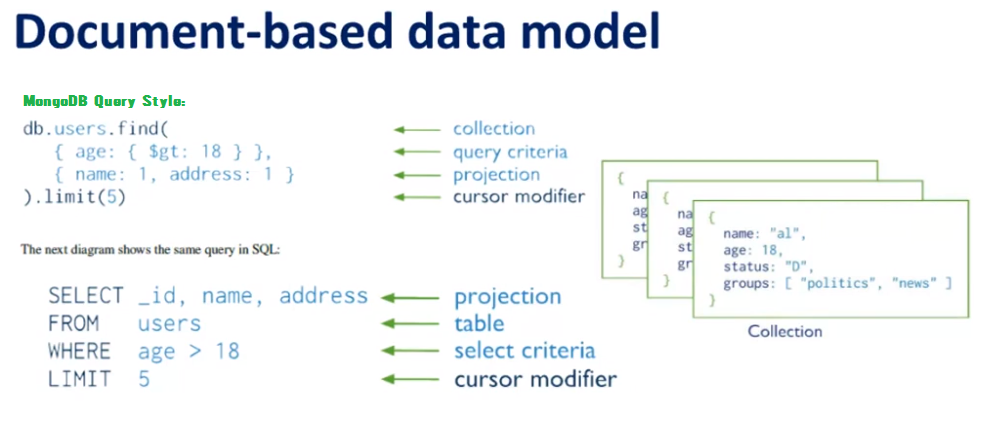 Document-based data model
MongoDB Query Style:
db.users.find(
collection
{ age: { $gt: 18 } },
query criteria
{ name: 1, address: 1 }
projection
).limit(5)
cursor modifier
The next diagram shows the same query in SQL:
SELECT _id, name, address
projection
FROM users
table
WHERE age > 18
select criteria
LIMIT 5
cursor modifier
{
na
ag
st
gr
}
{
na
ag
st
gr
}
{
name: "al",
age: 18,
status: "D",
groups: [ "politics", "news" ]
}
Collection